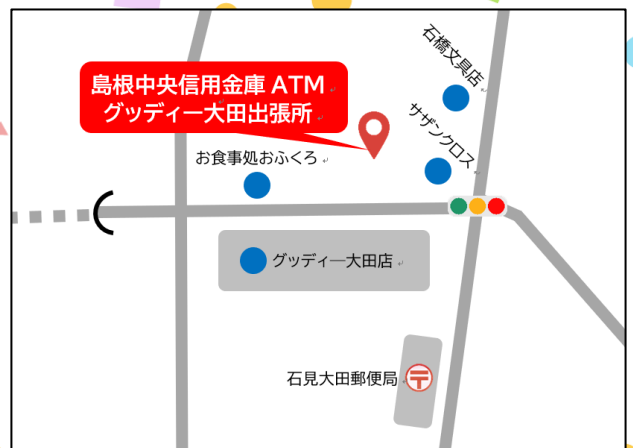 島根中央信用金庫 ATM
グッディー大田出張所
石橋文具店
サザンクロス
お食事処おふくろ
グッディ―大田店
石見大田郵便局
〒